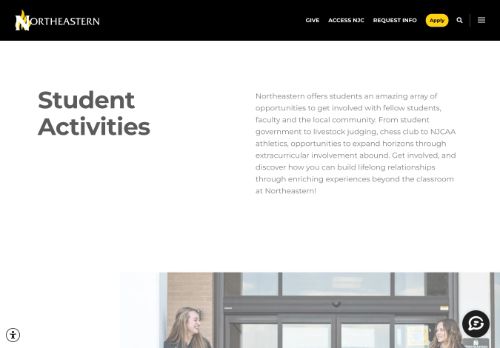 NORTHEASTERN
GIVE
ACCESS NJC
REQUEST INFO
Apply
Student
Activities
Northeastern offers students an amazing array of
opportunities to get involved with fellow students,
faculty and the local community. From student
government to livestock judging, chess club to NJCAA
athletics, opportunities to expand horizons through
extracurricular involvement abound. Get involved, and
discover how you can build lifelong relationships
through enriching experiences beyond the classroom
at Northeastern!